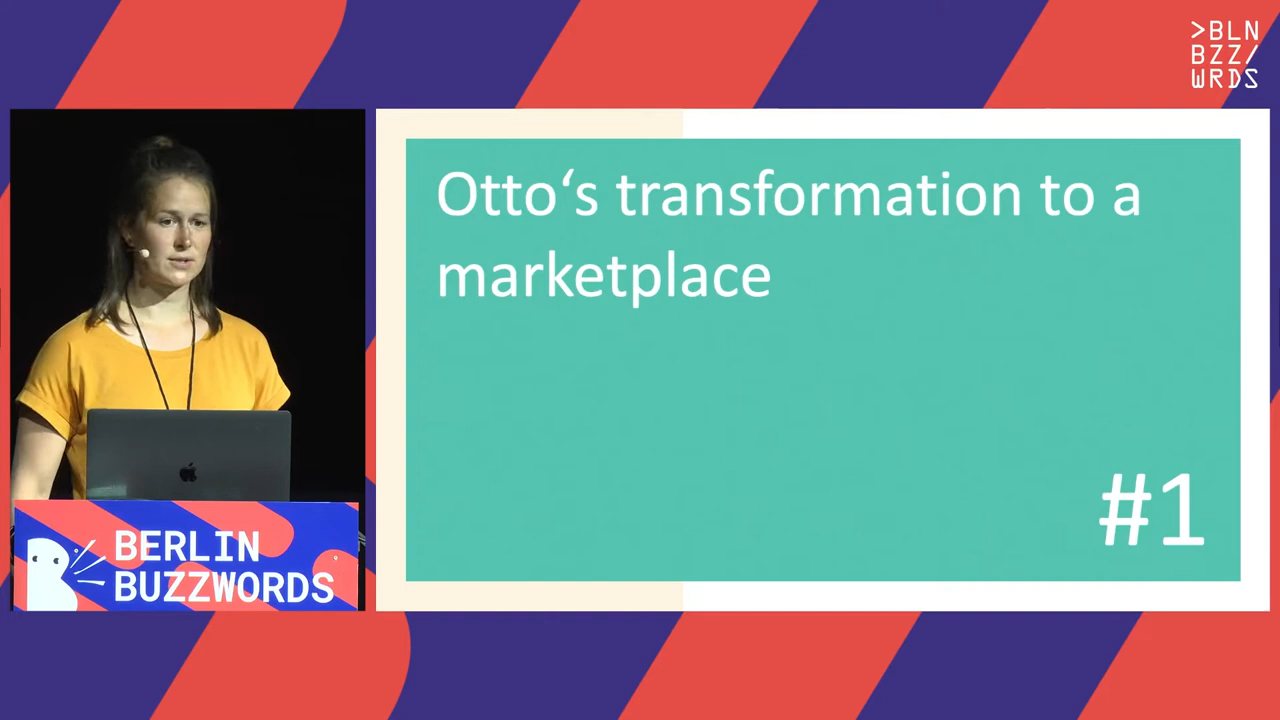 >BLN
BZZ/
WRDS
Otto‘s transformation to a
marketplace
#1
BERLIN
BUZZWORDS